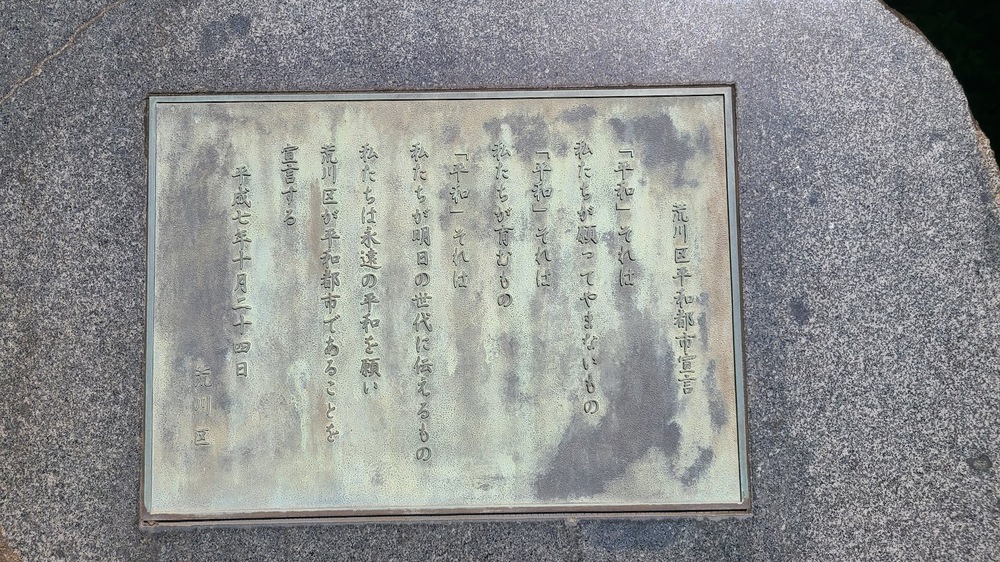 荒川区平和都市宣言
「平和」それは
私たちが願ってやまないもの
「平和」それは
私たちが育むもの
「平和」それは
私たちが明日の世代に伝えるもの
私たちは永遠の平和を願い
荒川区が平和都市であることを
宣言する
平成七年十月二十四日
荒川区